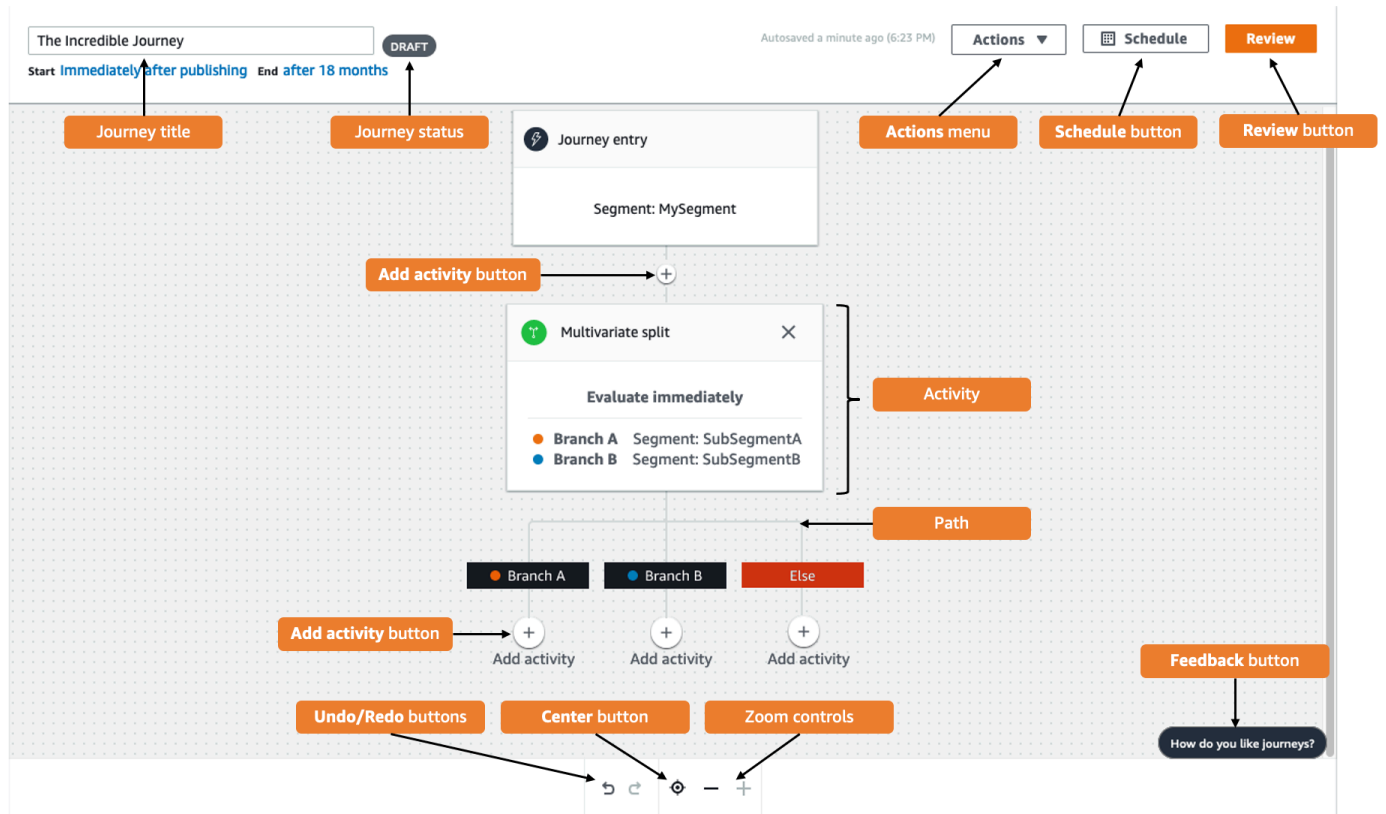 The Incredible Journey
DRAFT
Autosaved a minute ago (6:23 PM)
Actions
Schedule
Review
Start Immediately after publishing End after 18 months
Journey title
Journey status
Actions menu
Schedule button
Review button
Journey entry
Segment: MySegment
Add activity button
Multivariate split
Evaluate immediately
Activity
Branch A Segment: SubSegmentA
Branch B Segment: SubSegmentB
Path
Branch A
Branch B
Else
Add activity button
Add activity
Add activity
Add activity
Feedback button
Undo/Redo buttons
Center button
Zoom controls
How do you like journeys?